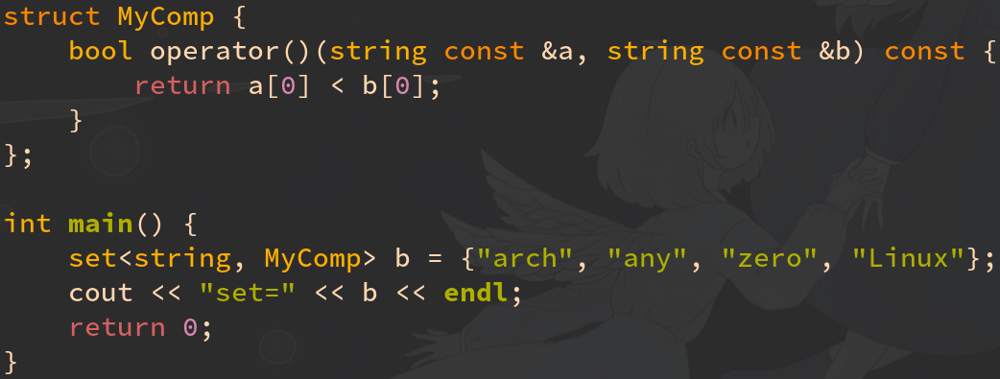 struct MyComp {
    bool operator()(string const &a, string const &b) const {
        return a[0] < b[0];
    }
};

int main() {
    set<string, MyComp> b = {"arch", "any", "zero", "Linux"};
    cout << "set=" << b << endl;
    return 0;
}